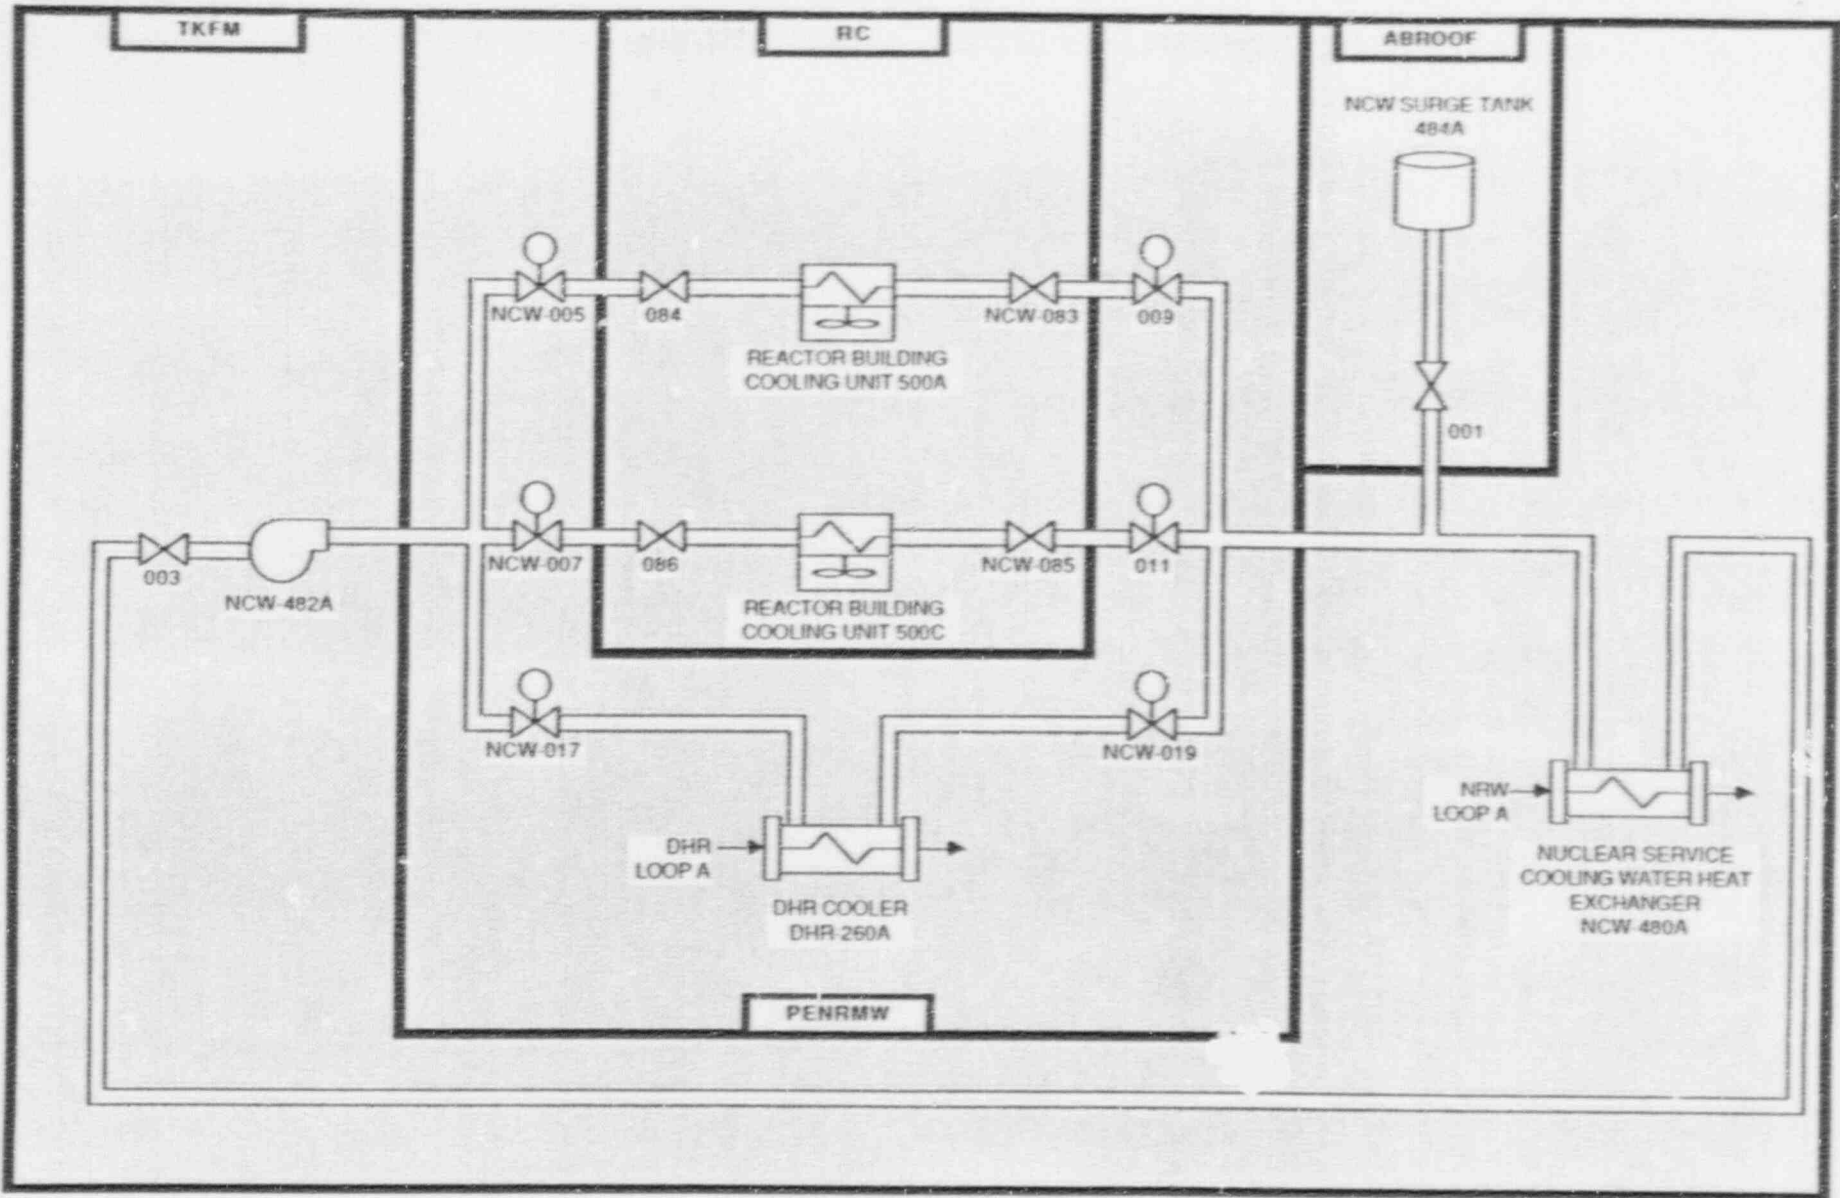 TKFM
RC
ABROOF
NCW SURGE TANK
484A
NCW-005
084
NCW-083
009
REACTOR BUILDING
COOLING UNIT 500A
001
003
NCW-482A
NCW-007
086
NCW-085
011
REACTOR BUILDING
COOLING UNIT 500C
NCW-017
NCW-019
DHR
LOOP A
DHR COOLER
DHR-260A
NRW
LOOP A
NUCLEAR SERVICE
COOLING WATER HEAT
EXCHANGER
NCW-480A
PENRMW